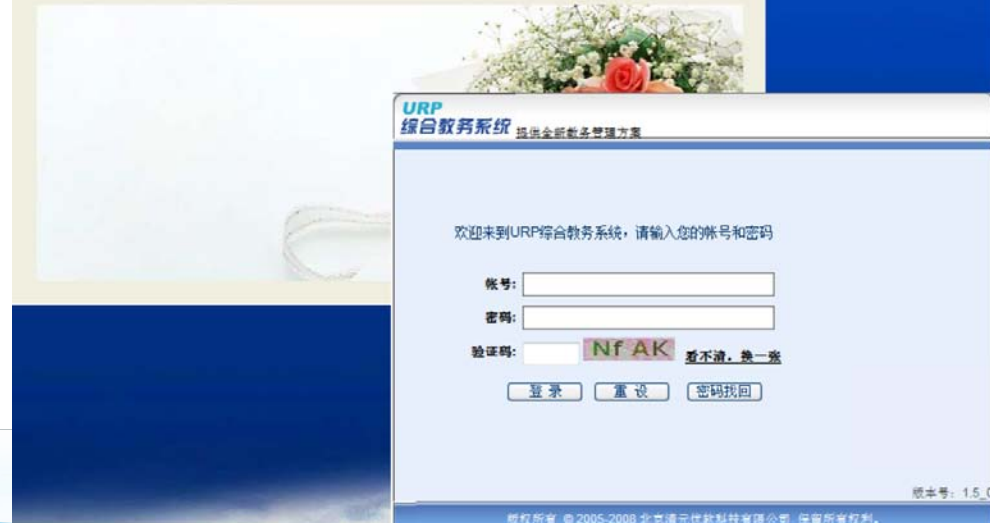 URP
综合教务系统 提供全新教务管理方案
欢迎来到URP综合教务系统，请输入您的帐号和密码
帐号:
密码:
验证码: Nf AK 看不清，换一张
登 录 重 设 密码找回
版本号: 1.5_0
版权所有 © 2005-2008 北京清元优软科技有限公司 保留所有权利。